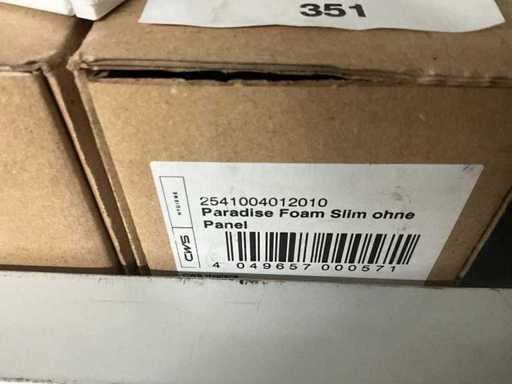 351
HYGIENE
CWS
2541004012010
Paradise Foam Slim ohne
Panel
4 049657 000571